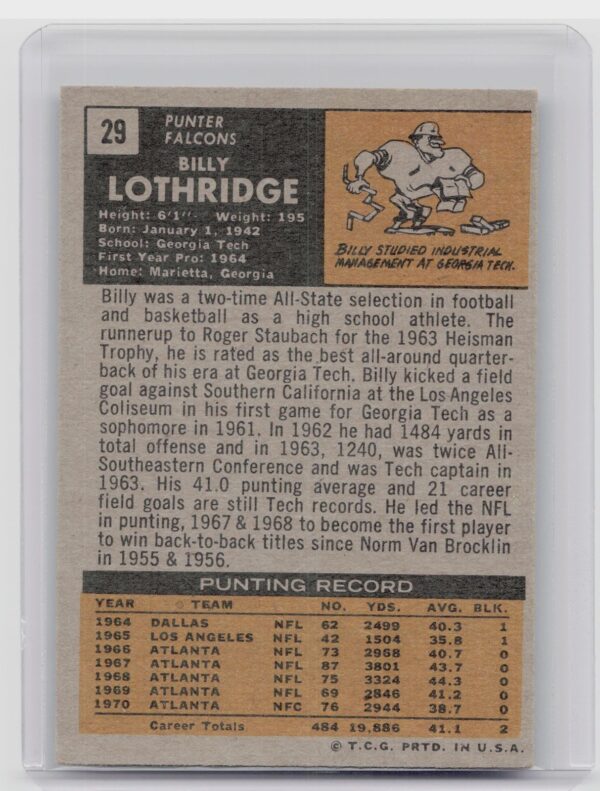 29
PUNTER
FALCONS
BILLY
LOTHRIDGE
Height: 6'1"- Weight: 195
Born: January 1, 1942
School: Georgia Tech
First Year Pro: 1964
Home: Marietta, Georgia
BILLY STUDIED INDUSTRIAL
MANAGEMENT AT GEORGIA TECH.
Billy was a two-time All-State selection in football
and basketball as a high school athlete. The
runnerup to Roger Staubach for the 1963 Heisman
Trophy, he is rated as the best all-around quarter-
back of his era at Georgia Tech. Billy kicked a field
goal against Southern California at the Los Angeles
Coliseum in his first game for Georgia Tech as a
sophomore in 1961. In 1962 he had 1484 yards in
total offense and in 1963, 1240, was twice All-
Southeastern Conference and was Tech captain in
1963. His 41.0 punting average and 21 career
field goals are still Tech records. He led the NFL
in punting, 1967 & 1968 to become the first player
to win back-to-back titles since Norm Van Brocklin
in 1955 & 1956.
PUNTING RECORD
YEAR TEAM NO. YDS. AVG. BLK.
1964 DALLAS NFL 62 2499 40.3 1
1965 LOS ANGELES NFL 42 1504 35.8 1
1966 ATLANTA NFL 73 2968 40.7 0
1967 ATLANTA NFL 87 3801 43.7 0
1968 ATLANTA NFL 75 3324 44.3 0
1969 ATLANTA NFL 69 2846 41.2 0
1970 ATLANTA NFC 76 2944 38.7 0
Career Totals 484 19,886 41.1 2
© T.C.G. PRTD. IN U.S.A.